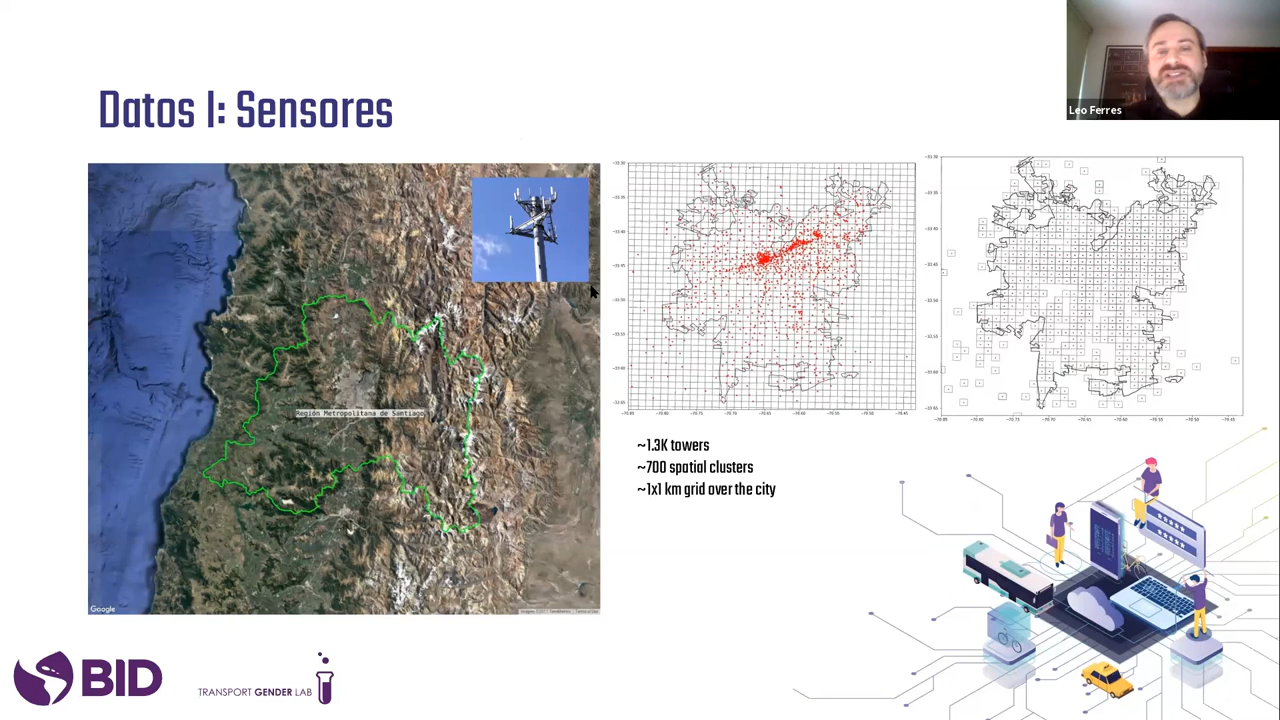 Leo Ferres
Datos I: Sensores
Región Metropolitana de Santiago
Google
~1.3K towers
~700 spatial clusters
~1x1 km grid over the city
BID
TRANSPORT GENDER LAB